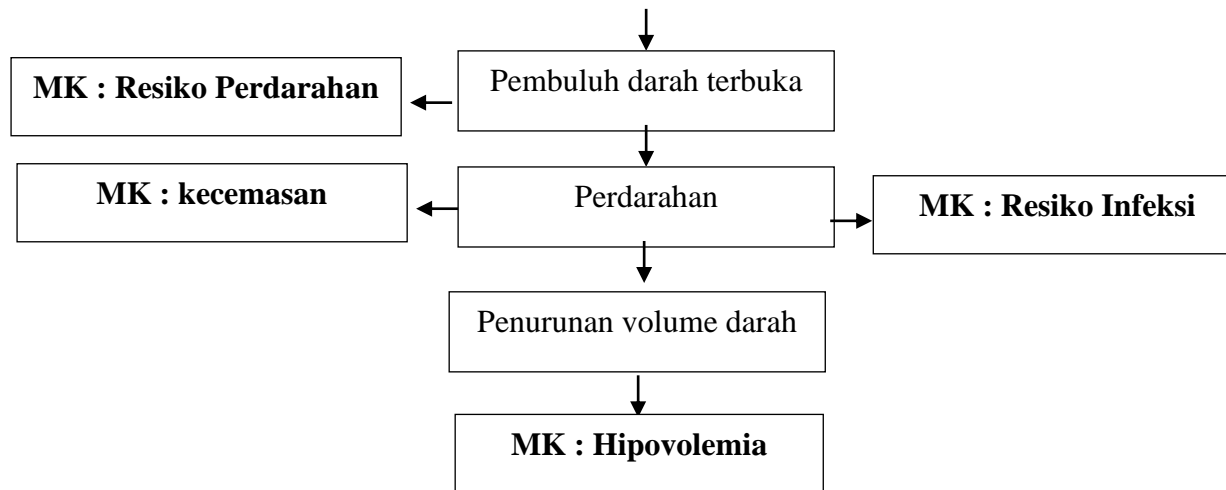 Pembuluh darah terbuka
MK : Resiko Perdarahan
Perdarahan
MK : kecemasan
MK : Resiko Infeksi
Penurunan volume darah
MK : Hipovolemia